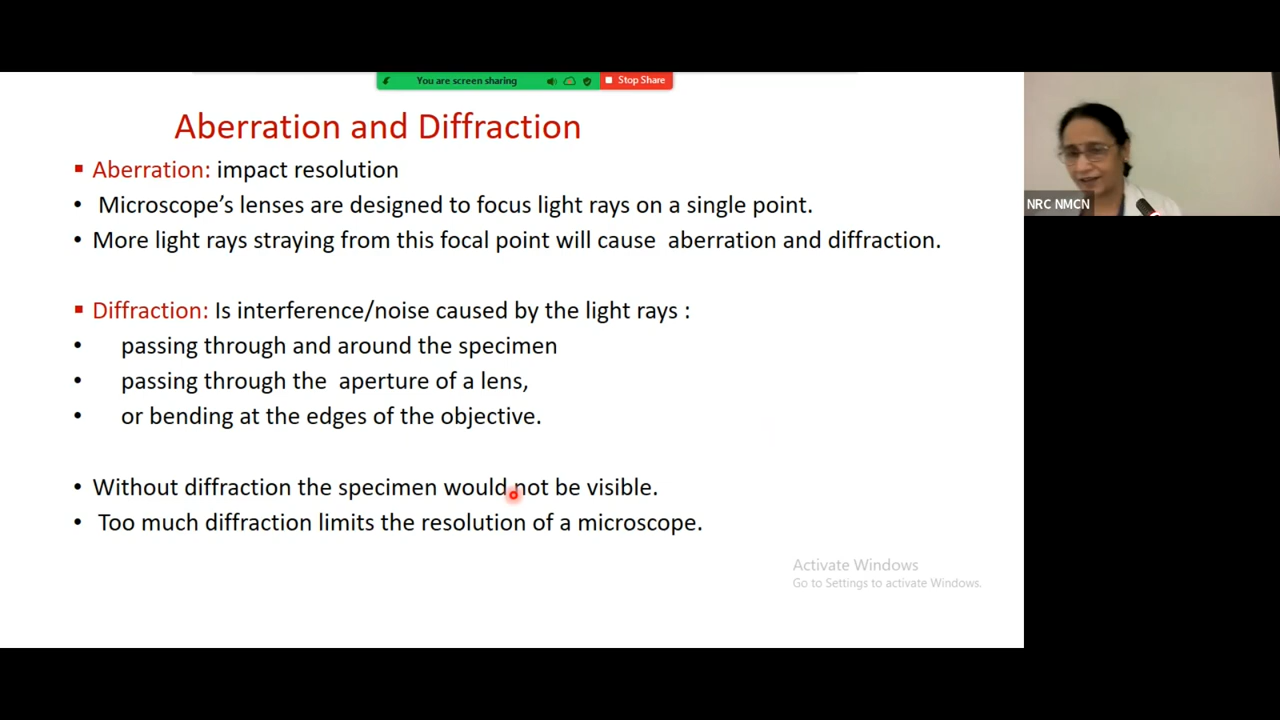 You are screen sharing
Stop Share
Aberration and Diffraction
▪ Aberration: impact resolution
• Microscope's lenses are designed to focus light rays on a single point.
• More light rays straying from this focal point will cause aberration and diffraction.
▪ Diffraction: Is interference/noise caused by the light rays :
• passing through and around the specimen
• passing through the aperture of a lens,
• or bending at the edges of the objective.
• Without diffraction the specimen would not be visible.
• Too much diffraction limits the resolution of a microscope.
Activate Windows
Go to Settings to activate Windows.
NRC NMCN